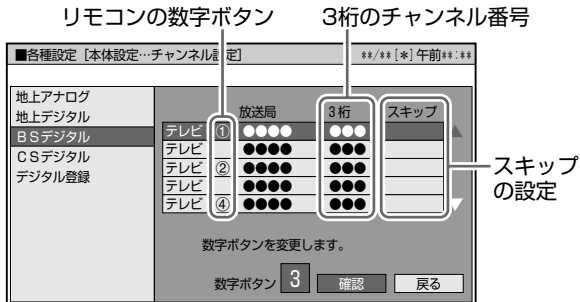 リモコンの数字ボタン 3桁のチャンネル番号
■各種設定［本体設定…チャンネル設定］ **/**[*]午前**:**
地上アナログ
地上デジタル
BSデジタル
CSデジタル
デジタル登録
放送局 3桁 スキップ
テレビ ① ●●●● ●●●
テレビ ●●●● ●●●
テレビ ② ●●●● ●●●
テレビ ●●●● ●●●
テレビ ④ ●●●● ●●●
スキップ
の設定
数字ボタンを変更します。
数字ボタン 3 確認 戻る